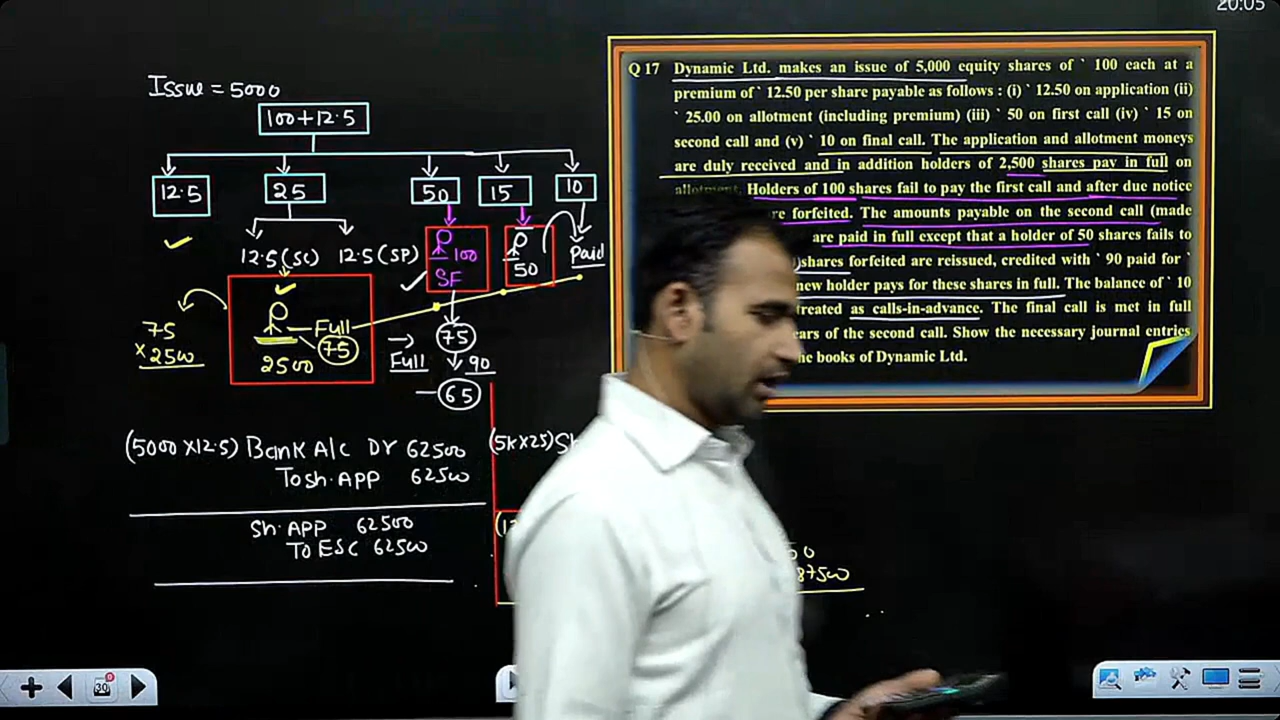 20:05
Issue = 5000
100+12.5
12.5 25 50 15 10
12.5(SC) 12.5(SP) 100 SF 50 Paid
75
×2500
Full
75
2500
75
Full 90
65
(5000×12.5) Bank A/c Dr 62500
To sh. APP 62500
Sh. APP 62500
To ESC 62500
(5K×25)
50
87500
Q 17 Dynamic Ltd. makes an issue of 5,000 equity shares of ` 100 each at a
premium of ` 12.50 per share payable as follows : (i) ` 12.50 on application (ii)
` 25.00 on allotment (including premium) (iii) ` 50 on first call (iv) ` 15 on
second call and (v) ` 10 on final call. The application and allotment moneys
are duly received and in addition holders of 2,500 shares pay in full on
allotment. Holders of 100 shares fail to pay the first call and after due notice
re forfeited. The amounts payable on the second call (made
are paid in full except that a holder of 50 shares fails to
)shares forfeited are reissued, credited with ` 90 paid for `
new holder pays for these shares in full. The balance of ` 10
treated as calls-in-advance. The final call is met in full
ars of the second call. Show the necessary journal entries
he books of Dynamic Ltd.
30